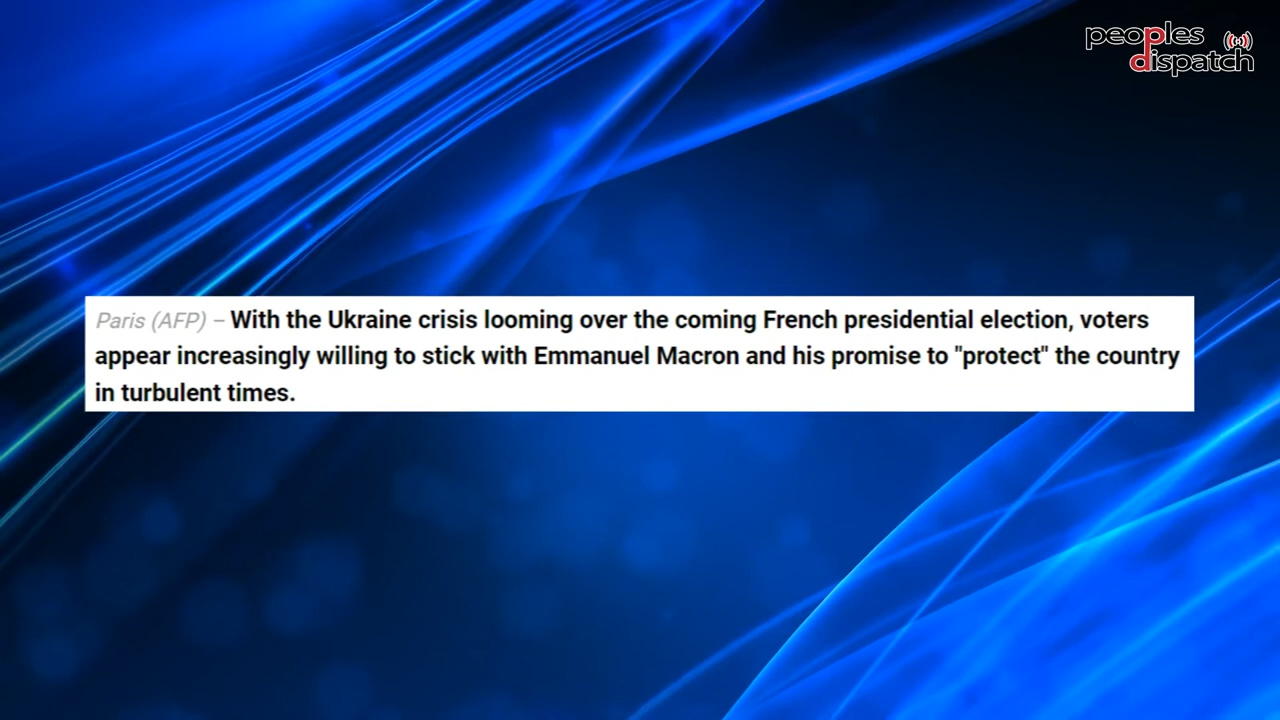 peoples
dispatch
Paris (AFP) – With the Ukraine crisis looming over the coming French presidential election, voters
appear increasingly willing to stick with Emmanuel Macron and his promise to "protect" the country
in turbulent times.